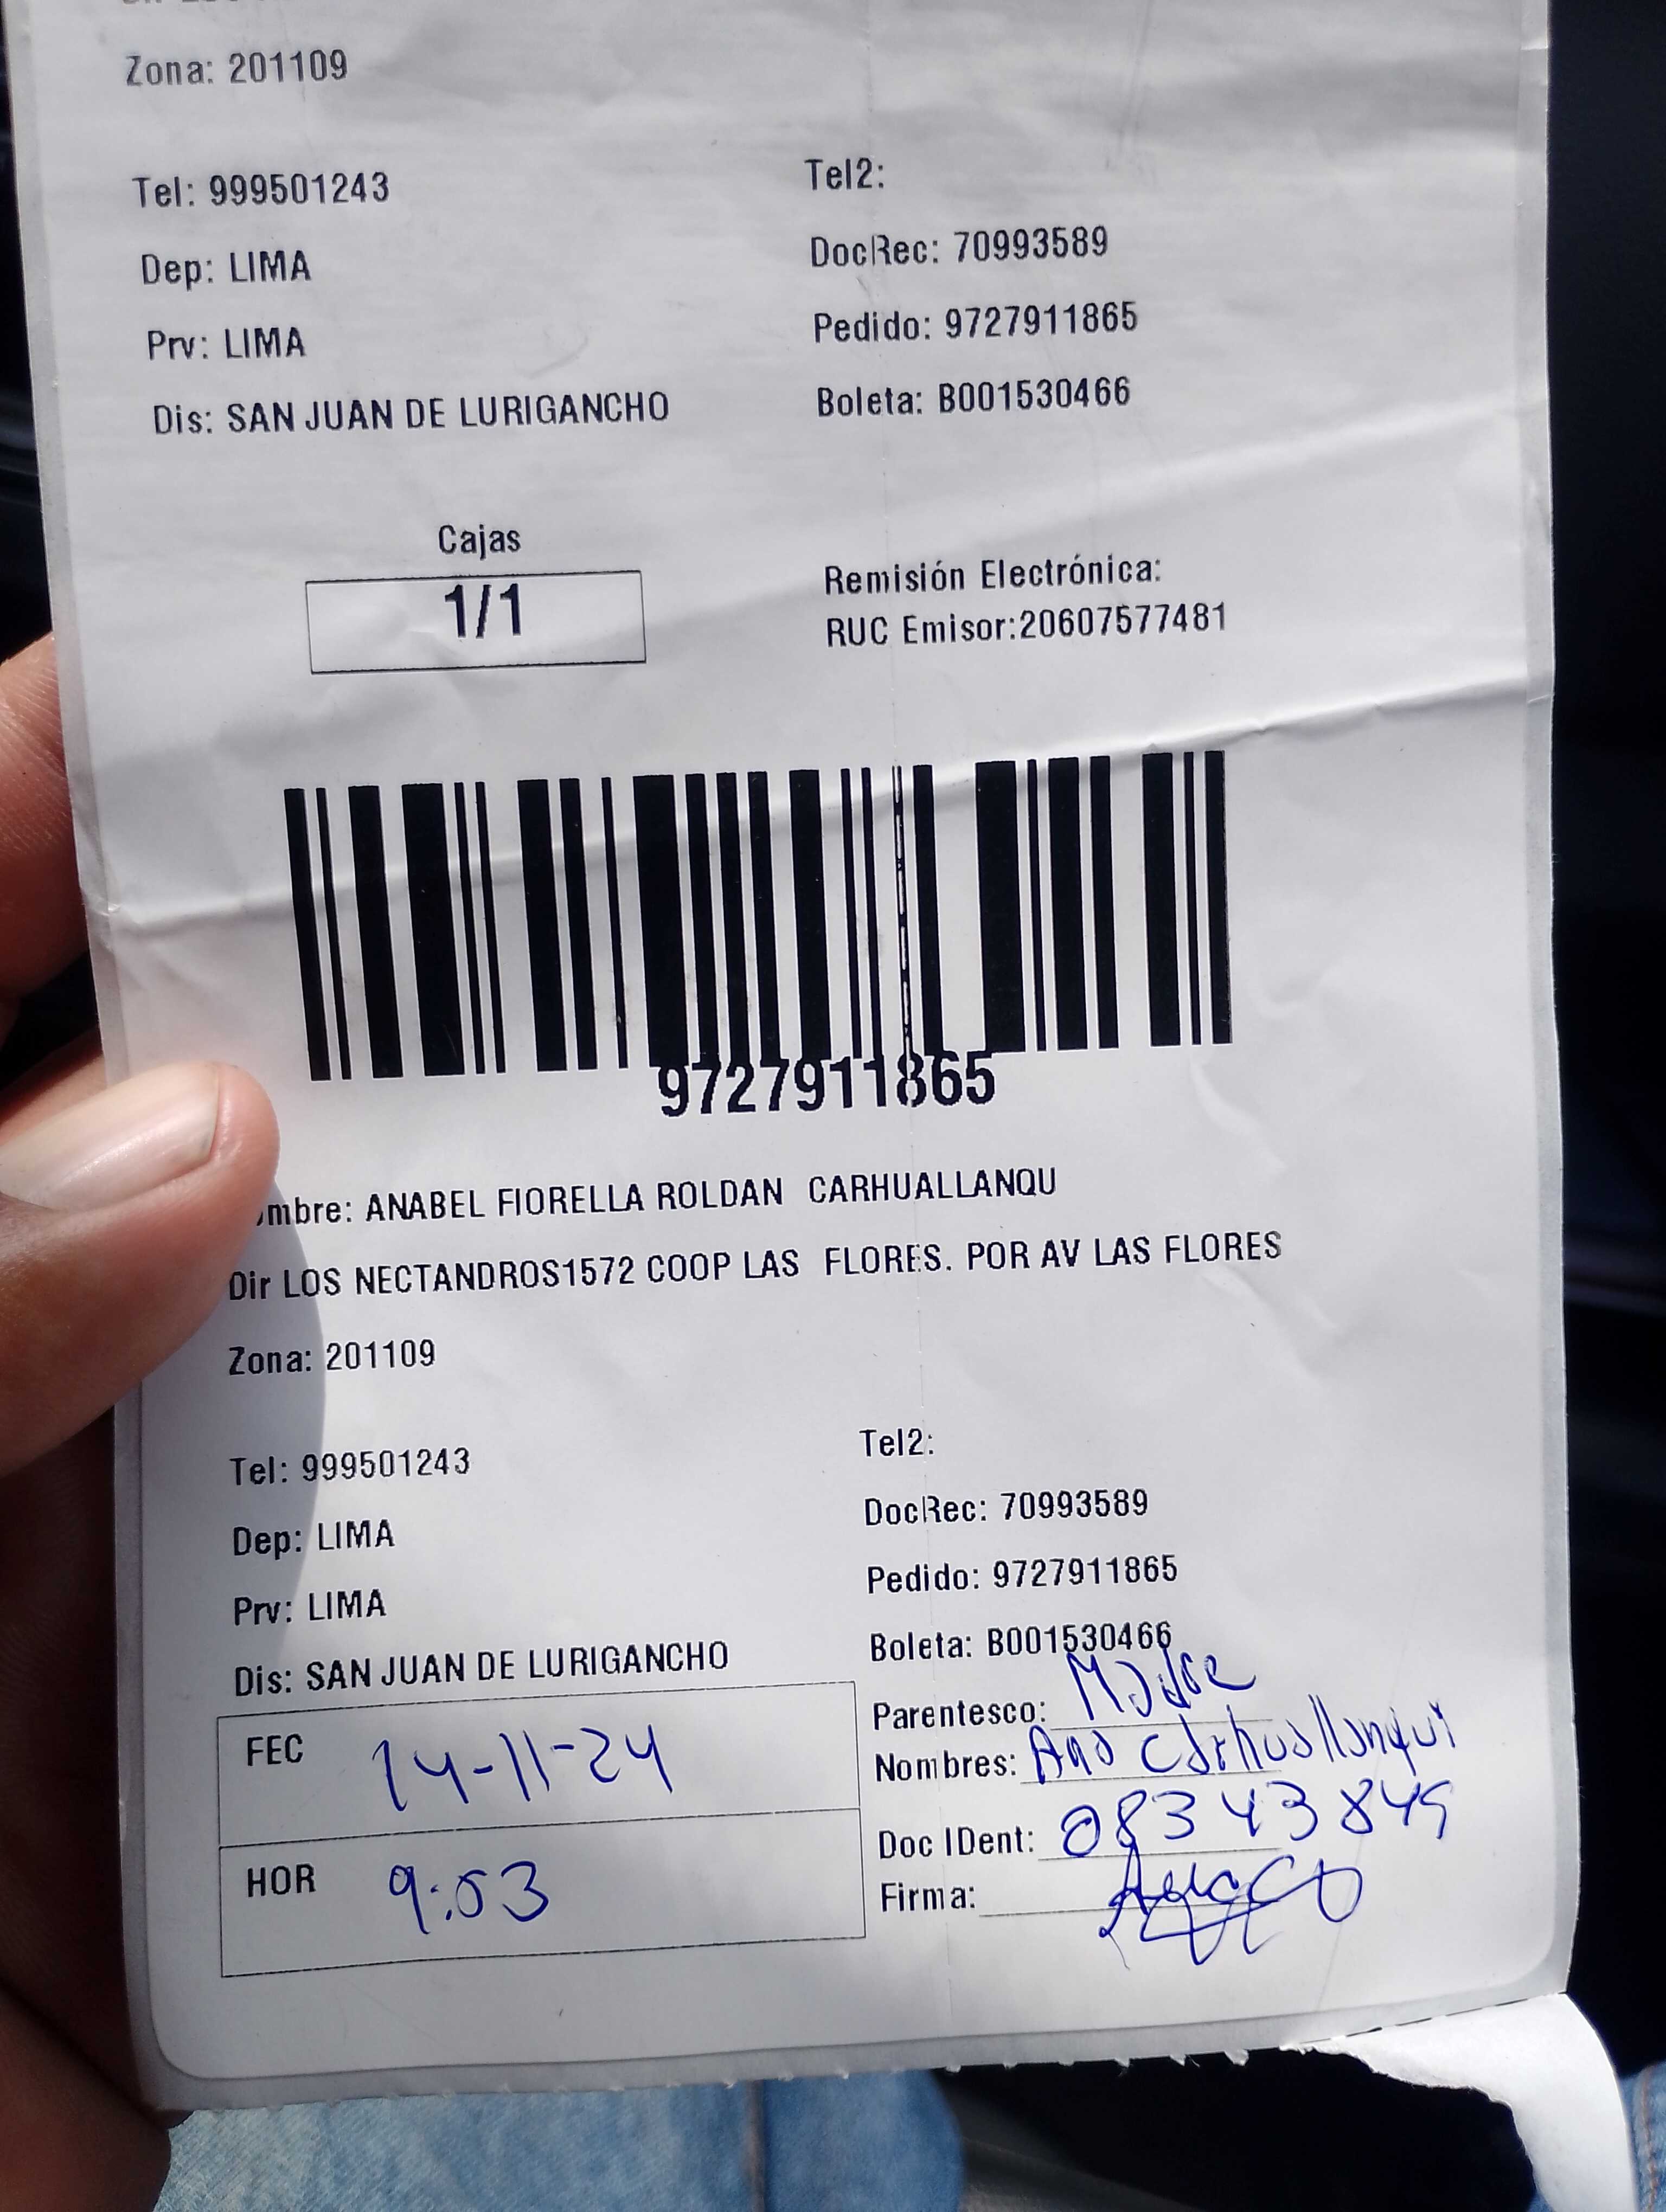 Zona: 201109
Tel: 999501243 Tel2:
Dep: LIMA DocRec: 70993589
Prv: LIMA Pedido: 9727911865
Dis: SAN JUAN DE LURIGANCHO Boleta: B001530466
Cajas
1/1
Remisión Electrónica:
RUC Emisor:20607577481
9727911865
mbre: ANABEL FIORELLA ROLDAN CARHUALLANQU
Dir LOS NECTANDROS1572 COOP LAS FLORES. POR AV LAS FLORES
Zona: 201109
Tel: 999501243 Tel2:
Dep: LIMA DocRec: 70993589
Prv: LIMA Pedido: 9727911865
Dis: SAN JUAN DE LURIGANCHO Boleta: B001530466
FEC 14-11-24
HOR 9:53
Parentesco: Madre
Nombres: Ana Carhuallanqui
Doc IDent: 08343849
Firma: